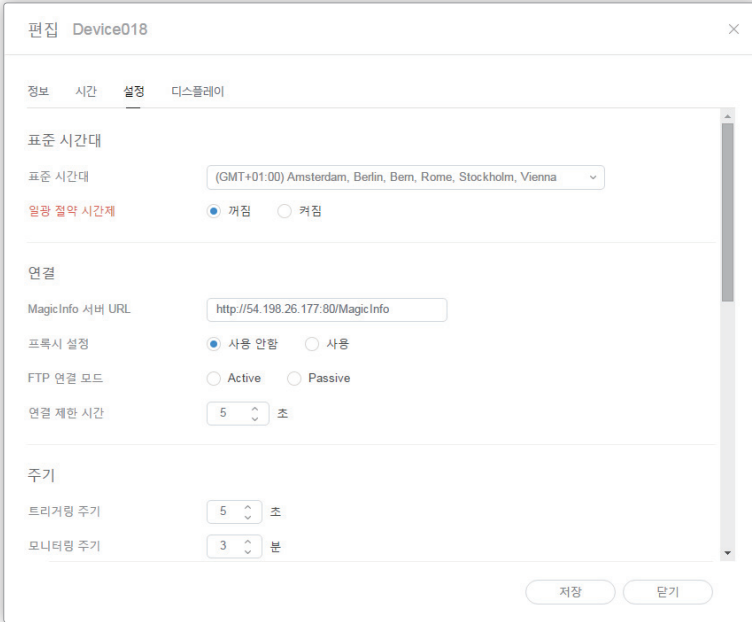 편집 Device018
정보 시간 설정 디스플레이
표준 시간대
표준 시간대 (GMT+01:00) Amsterdam, Berlin, Bern, Rome, Stockholm, Vienna
일광 절약 시간제 꺼짐 켜짐
연결
MagicInfo 서버 URL http://54.198.26.177:80/MagicInfo
프록시 설정 사용 안함 사용
FTP 연결 모드 Active Passive
연결 제한 시간 5 초
주기
트리거링 주기 5 초
모니터링 주기 3 분
저장 닫기